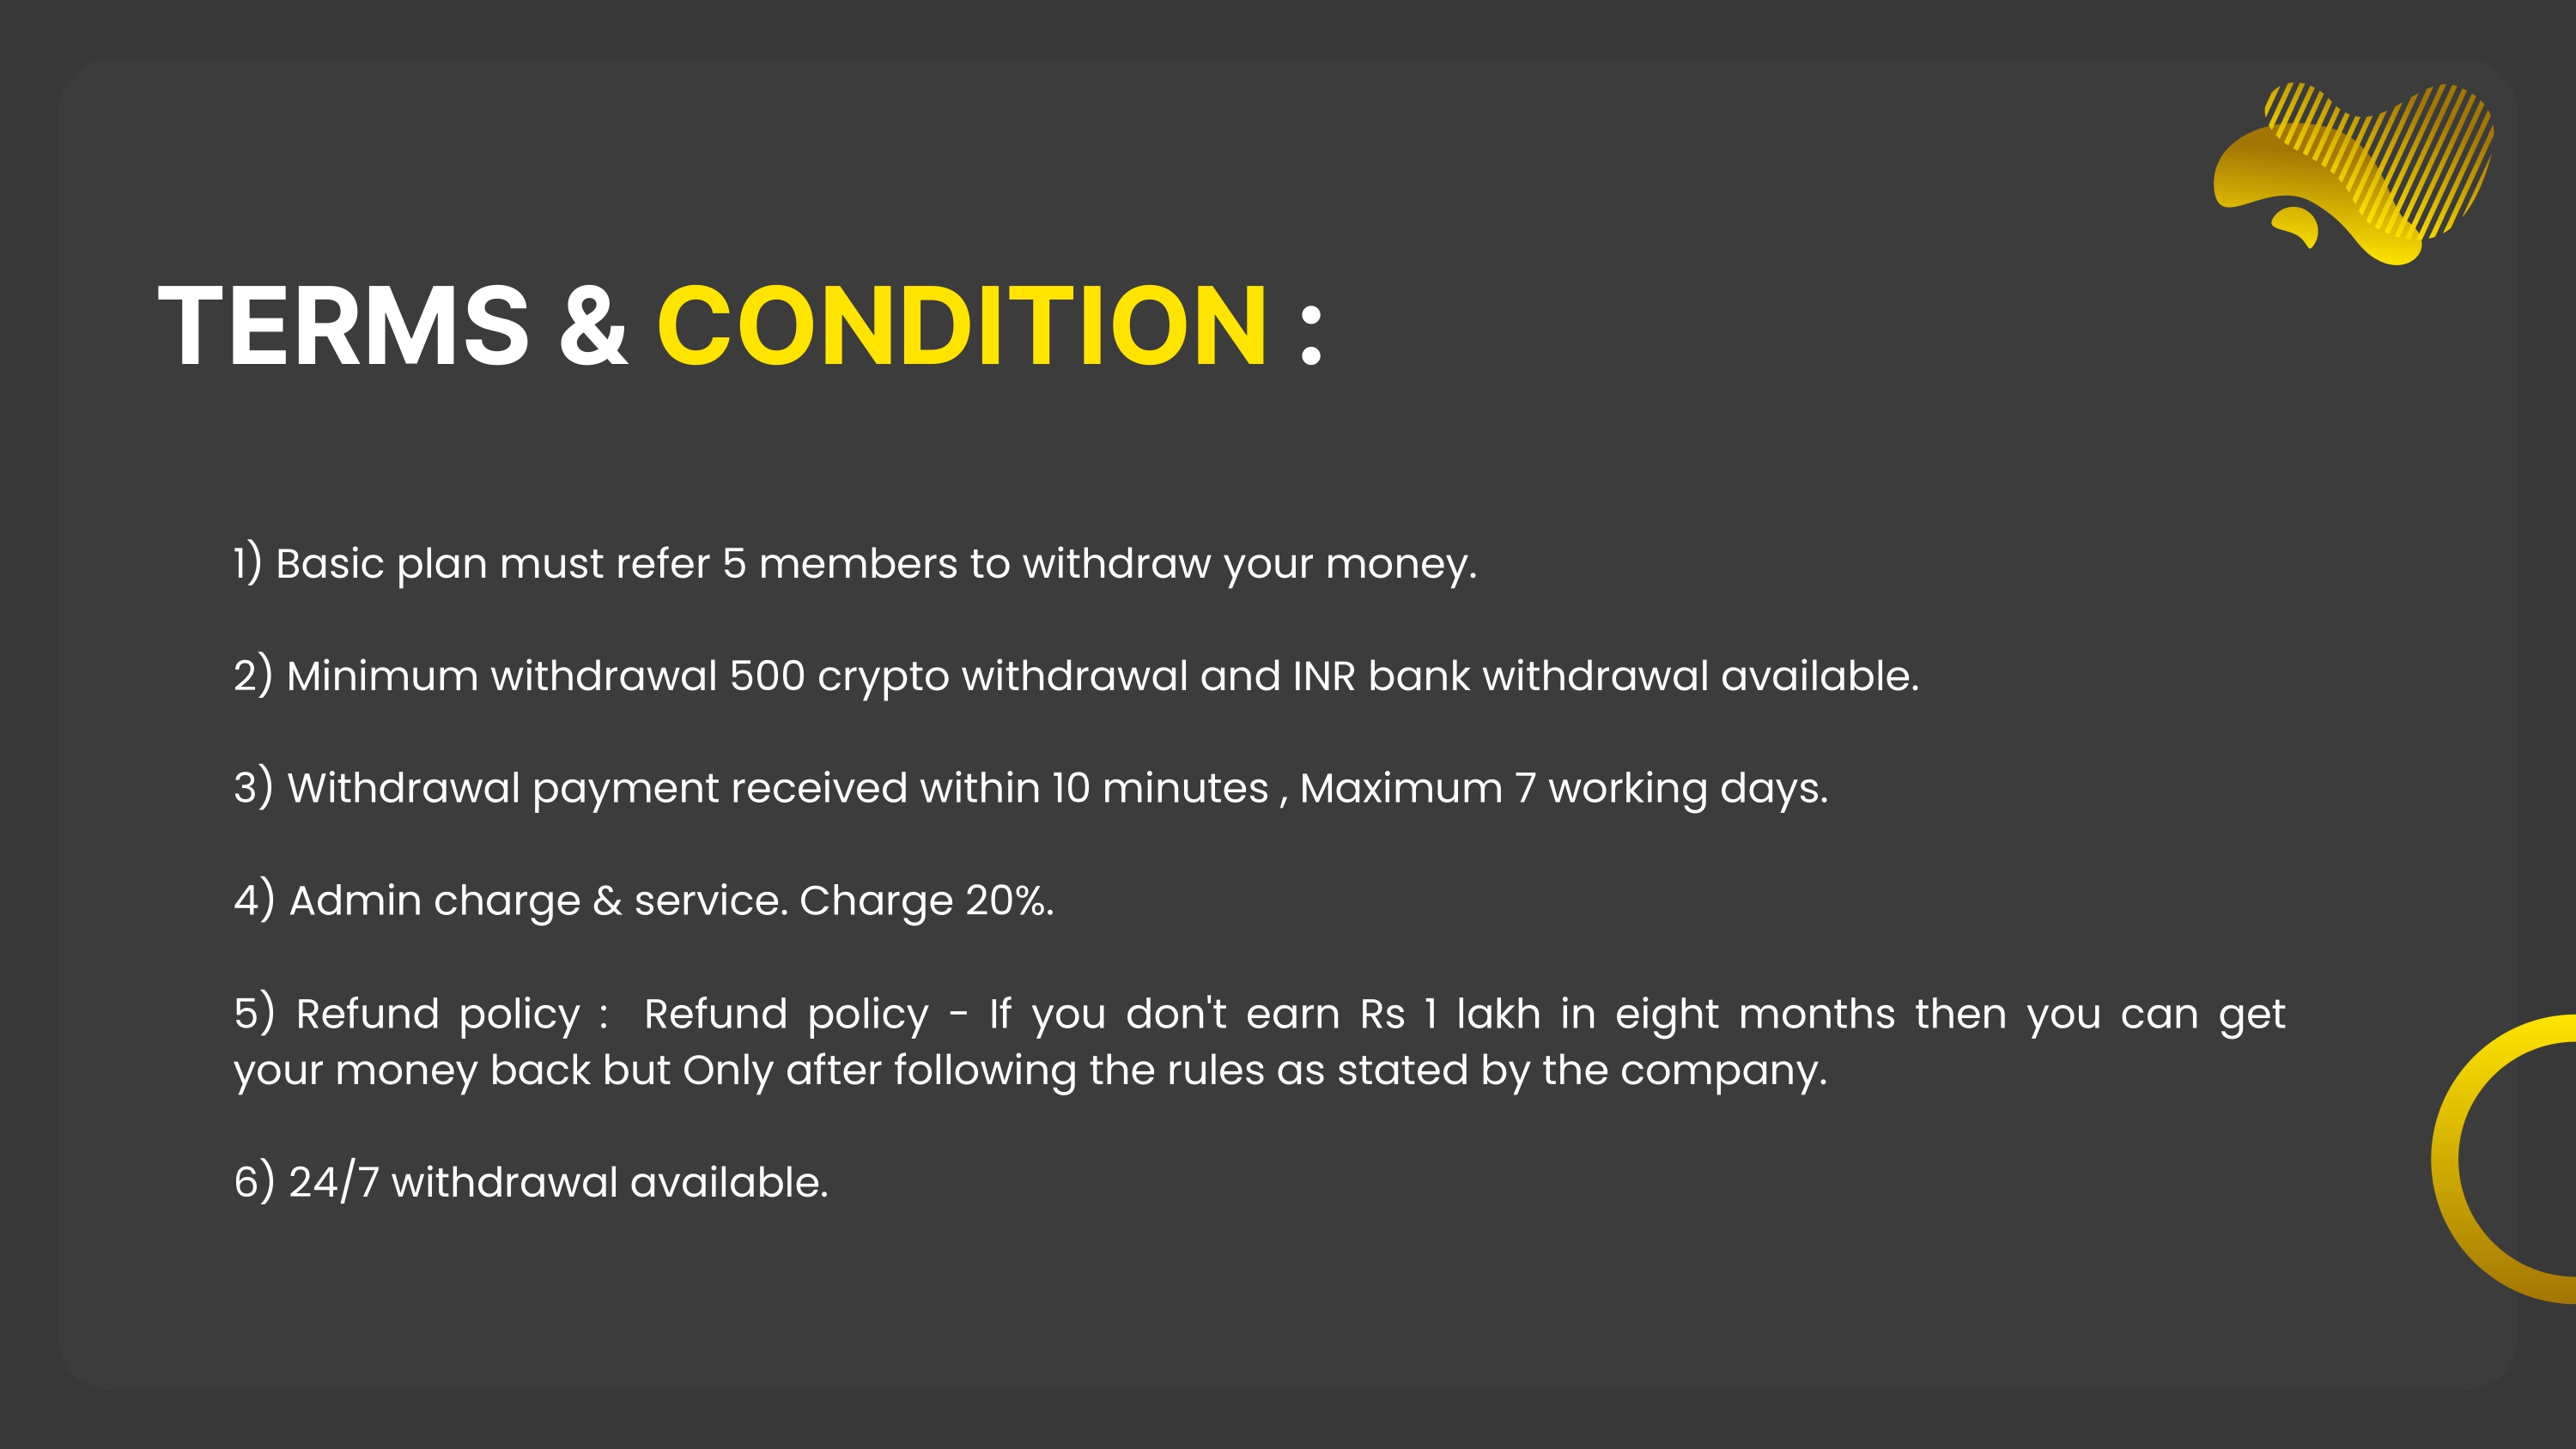 TERMS & CONDITION :
1) Basic plan must refer 5 members to withdraw your money.
2) Minimum withdrawal 500 crypto withdrawal and INR bank withdrawal available.
3) Withdrawal payment received within 10 minutes , Maximum 7 working days.
4) Admin charge & service. Charge 20%.
5) Refund policy : Refund policy - If you don't earn Rs 1 lakh in eight months then you can get
your money back but Only after following the rules as stated by the company.
6) 24/7 withdrawal available.